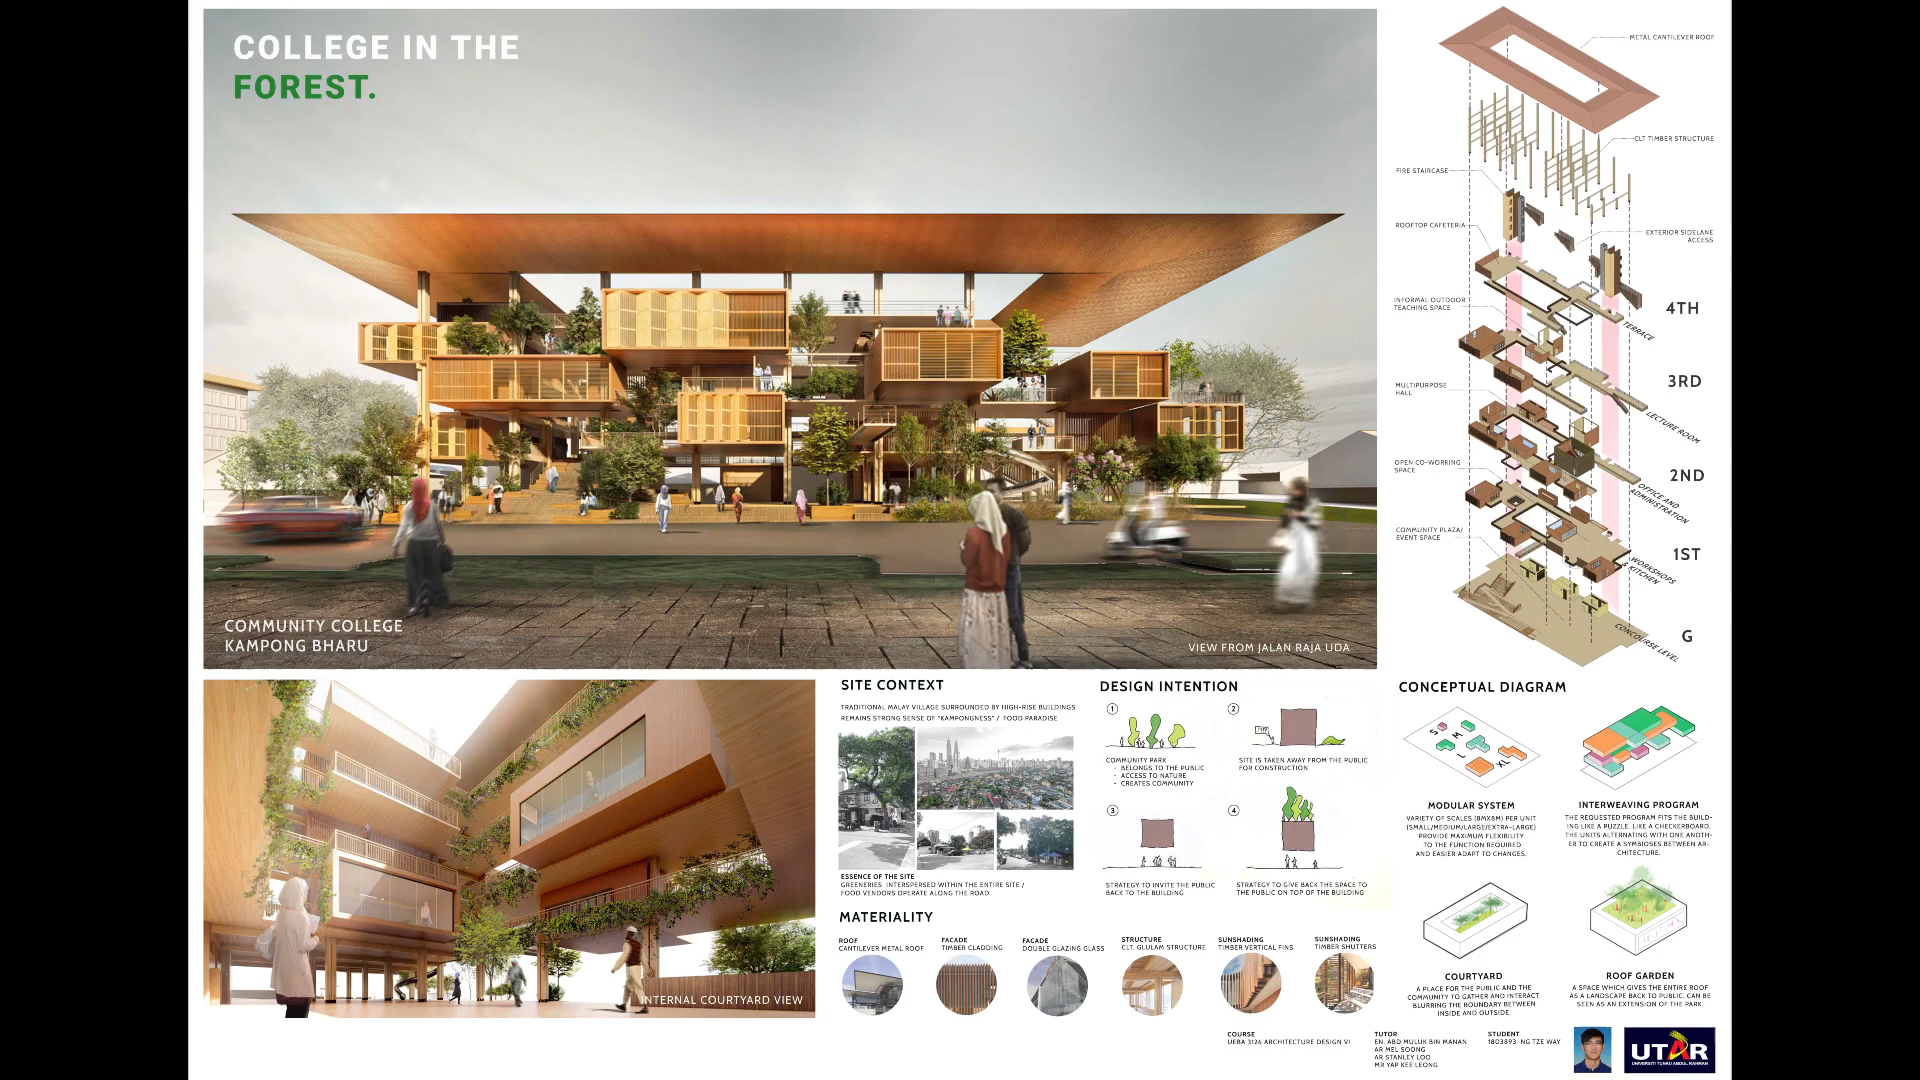 COLLEGE IN THE
FOREST.
COMMUNITY COLLEGE
KAMPONG BHARU
VIEW FROM JALAN RAJA UDA
METAL CANTILEVER ROOF
CLT TIMBER STRUCTURE
FIRE STAIRCASE
ROOFTOP CAFETERIA
EXTERIOR SIDELANE
ACCESS
INFORMAL OUTDOOR
TEACHING SPACE
4TH
TERRACE
3RD
MULTIPURPOSE
HALL
LECTURE ROOM
OPEN CO-WORKING
SPACE
2ND
OFFICE AND
ADMINISTRATION
COMMUNITY PLAZA/
EVENT SPACE
1ST
WORKSHOPS
& KITCHEN
G
CONCOURSE LEVEL
INTERNAL COURTYARD VIEW
SITE CONTEXT
TRADITIONAL MALAY VILLAGE SURROUNDED BY HIGH-RISE BUILDINGS
REMAINS STRONG SENSE OF "KAMPONGNESS" / FOOD PARADISE
ESSENCE OF THE SITE
GREENERIES INTERSPERSED WITHIN THE ENTIRE SITE /
FOOD VENDORS OPERATE ALONG THE ROAD
DESIGN INTENTION
1
COMMUNITY PARK
- BELONGS TO THE PUBLIC
- ACCESS TO NATURE
- CREATES COMMUNITY
2
SITE IS TAKEN AWAY FROM THE PUBLIC
FOR CONSTRUCTION
3
STRATEGY TO INVITE THE PUBLIC
BACK TO THE BUILDING
4
STRATEGY TO GIVE BACK THE SPACE TO
THE PUBLIC ON TOP OF THE BUILDING
MATERIALITY
ROOF
CANTILEVER METAL ROOF
FACADE
TIMBER CLADDING
FACADE
DOUBLE GLAZING GLASS
STRUCTURE
CLT, GLULAM STRUCTURE
SUNSHADING
TIMBER VERTICAL FINS
SUNSHADING
TIMBER SHUTTERS
CONCEPTUAL DIAGRAM
S
M
L
XL
MODULAR SYSTEM
VARIETY OF SCALES (8MX8M) PER UNIT
(SMALL/MEDIUM/LARGE/EXTRA-LARGE)
PROVIDE MAXIMUM FLEXIBILITY
TO THE FUNCTION REQUIRED
AND EASIER ADAPT TO CHANGES.
INTERWEAVING PROGRAM
THE REQUESTED PROGRAM FITS THE BUILD-
ING LIKE A PUZZLE. LIKE A CHECKERBOARD,
THE UNITS ALTERNATING WTH ONE ANOTH-
ER TO CREATE A SYMBIOSES BETWEEN AR-
CHITECTURE.
COURTYARD
A PLACE FOR THE PUBLIC AND THE
COMMUNITY TO GATHER AND INTERACT,
BLURRING THE BOUNDARY BETWEEN
INSIDE AND OUTSIDE.
ROOF GARDEN
A SPACE WHICH GIVES THE ENTIRE ROOF
AS A LANDSCAPE BACK TO PUBLIC, CAN BE
SEEN AS AN EXTENSION OF THE PARK.
COURSE
UEBA 3126 ARCHITECTURE DESIGN VI
TUTOR
EN. ABD MULUK BIN MANAN
AR MEL SOONG
AR STANLEY LOO
MR YAP KEE LEONG
STUDENT
1803893 NG TZE WAY
UTAR
UNIVERSITI TUNKU ABDUL RAHMAN